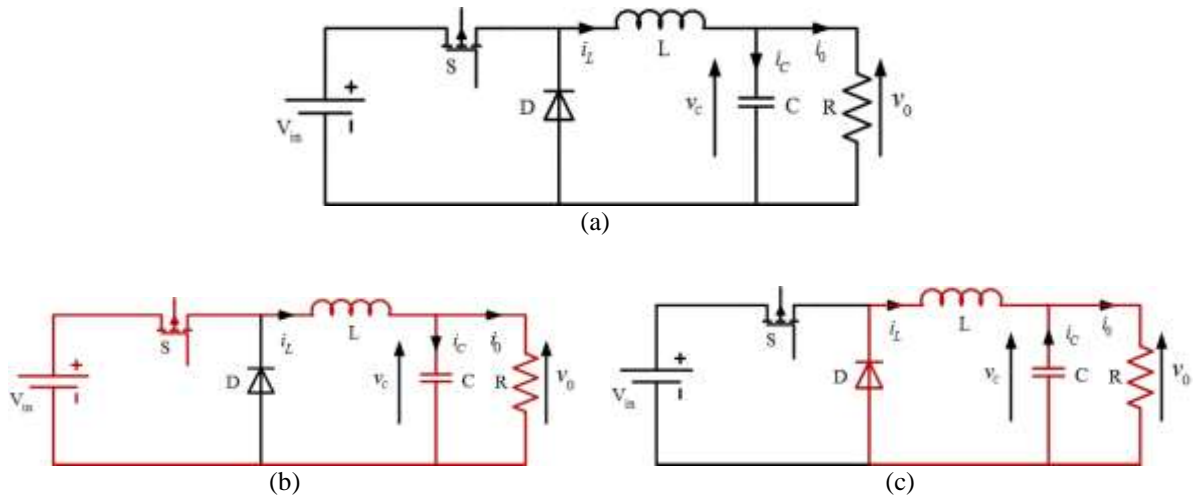 S
i_L
L
i_C
i_0
+
V_in
D
v_c
C
R
v_0
(a)
S
i_L
L
i_C
i_0
+
V_in
D
v_c
C
R
v_0
(b)
S
i_L
L
i_C
i_0
+
V_in
D
v_c
C
R
v_0
(c)